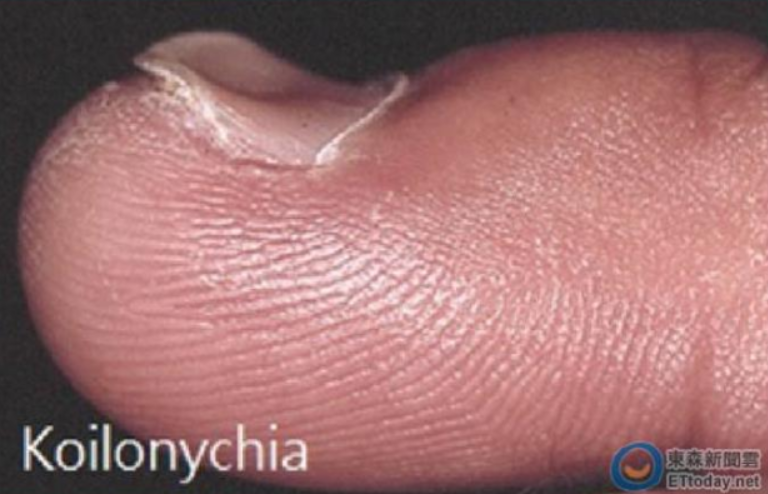 Koilonychia
東森新聞雲
ETtoday.net